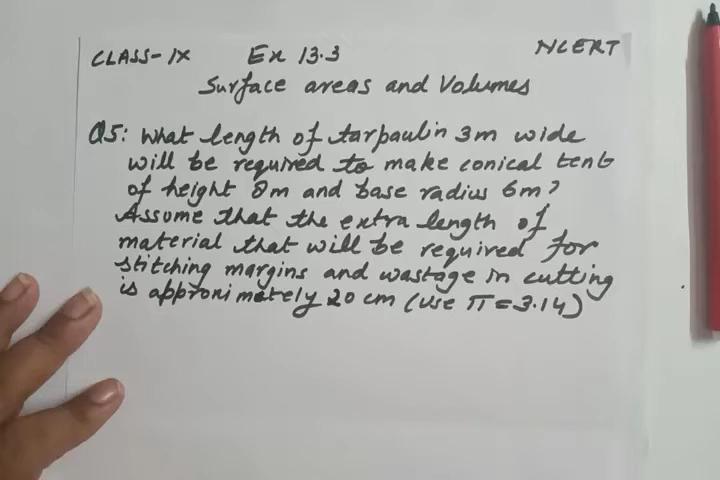 CLASS-IX Ex 13.3 NCERT
Surface areas and Volumes
Q5: What length of tarpaulin 3m wide
will be required to make conical tent
of height 8m and base radius 6m?
Assume that the extra length of
material that will be required for
stitching margins and wastage in cutting
is approximately 20 cm (use π = 3.14)